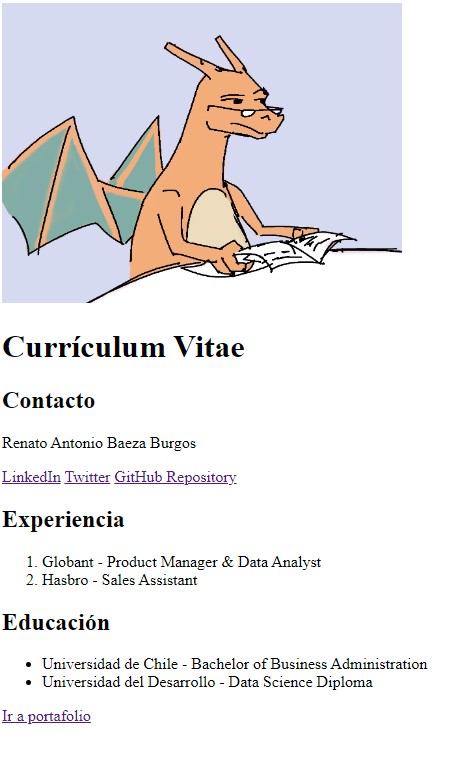 Currículum Vitae
Contacto
Renato Antonio Baeza Burgos
LinkedIn Twitter GitHub Repository
Experiencia
1. Globant - Product Manager & Data Analyst
2. Hasbro - Sales Assistant
Educación
• Universidad de Chile - Bachelor of Business Administration
• Universidad del Desarrollo - Data Science Diploma
Ir a portafolio